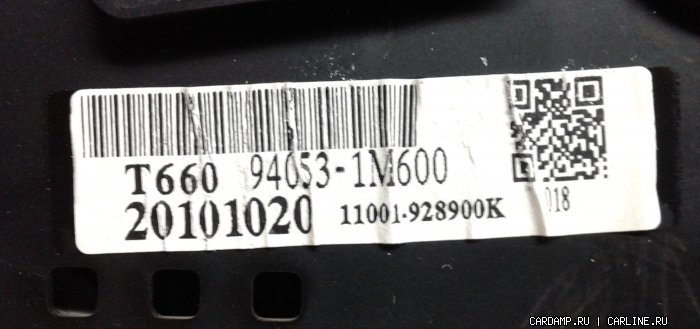 T660 94053-1M600
20101020 11001-928900K
018
CARDAMP.RU | CARLINE.RU